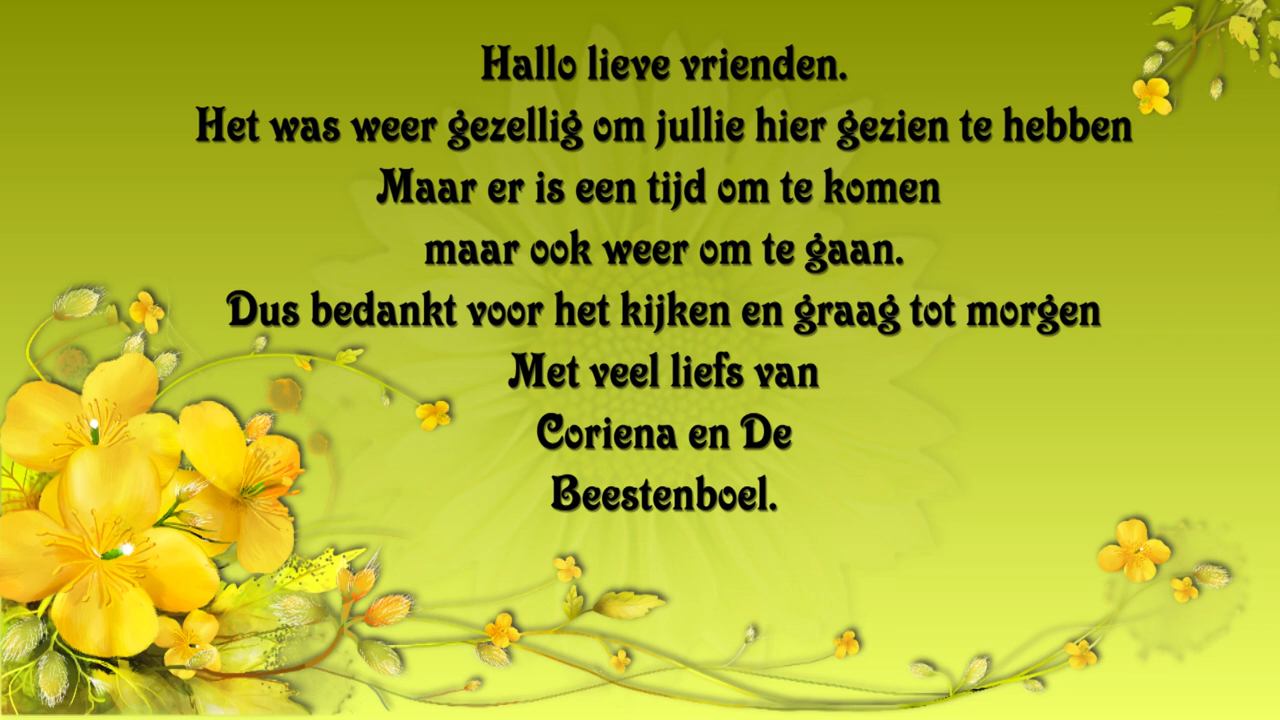 Hallo lieve vrienden.
Het was weer gezellig om jullie hier gezien te hebben
Maar er is een tijd om te komen
maar ook weer om te gaan.
Dus bedankt voor het kijken en graag tot morgen
Met veel liefs van
Coriena en De
Beestenboel.